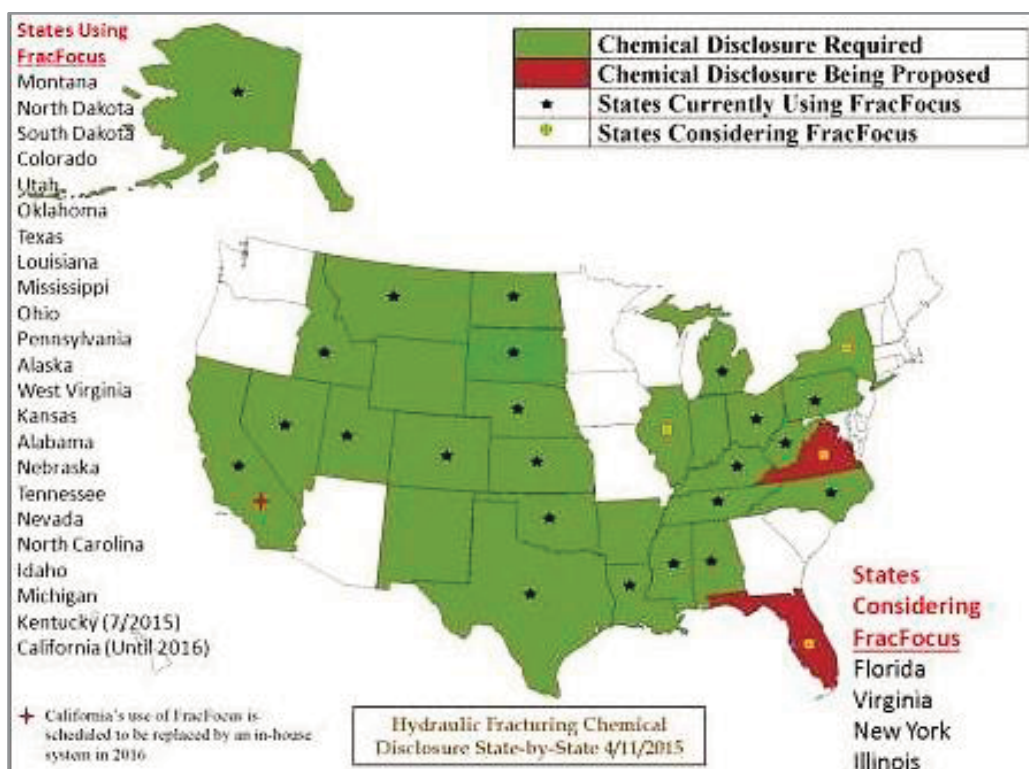 States Using
FracFocus
Montana
North Dakota
South Dakota
Colorado
Utah
Oklahoma
Texas
Louisiana
Mississippi
Ohio
Pennsylvania
Alaska
West Virginia
Kansas
Alabama
Nebraska
Tennessee
Nevada
North Carolina
Idaho
Michigan
Kentucky (7/2015)
California (Until 2016)
Chemical Disclosure Required
Chemical Disclosure Being Proposed
States Currently Using FracFocus
States Considering FracFocus
States
Considering
FracFocus
Florida
Virginia
New York
Illinois
California's use of FracFocus is
scheduled to be replaced by an in-house
system in 2016
Hydraulic Fracturing Chemical
Disclosure State-by-State 4/11/2015